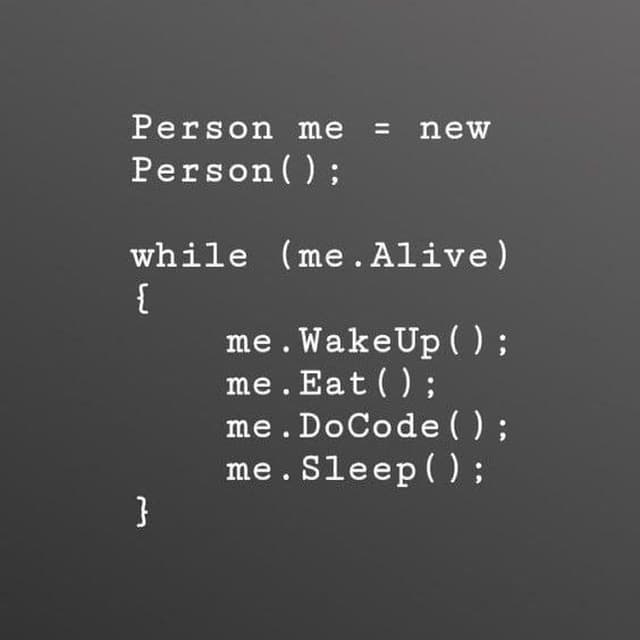 Person me = new
Person();
while (me.Alive)
{
me.WakeUp();
me.Eat();
me.DoCode();
me.Sleep();
}